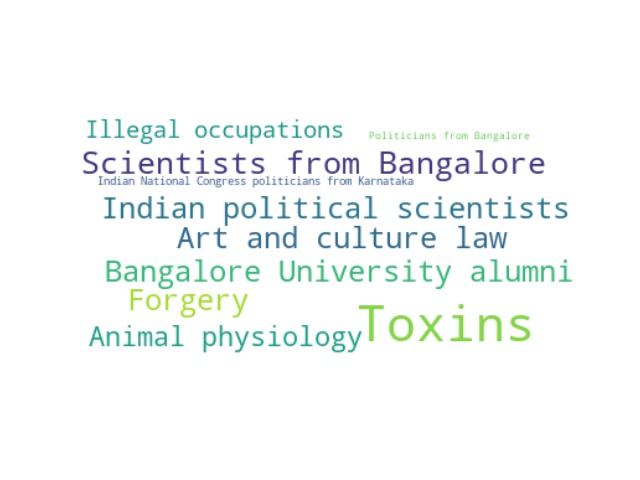 Illegal occupations
Politicians from Bangalore
Scientists from Bangalore
Indian National Congress politicians from Karnataka
Indian political scientists
Art and culture law
Bangalore University alumni
Forgery
Toxins
Animal physiology